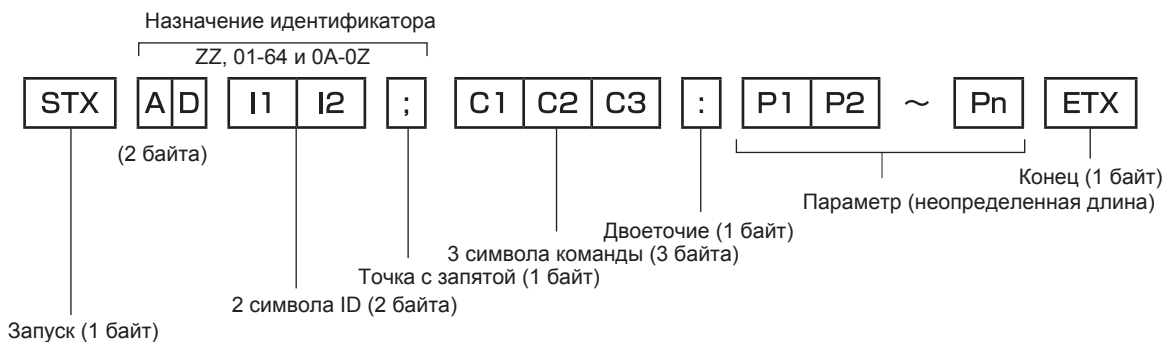 Назначение идентификатора
ZZ, 01-64 и 0A-0Z
STX A D I1 I2 ; C1 C2 C3 : P1 P2 ~ Pn ETX
(2 байта)
Конец (1 байт)
Параметр (неопределенная длина)
Двоеточие (1 байт)
3 символа команды (3 байта)
Точка с запятой (1 байт)
2 символа ID (2 байта)
Запуск (1 байт)